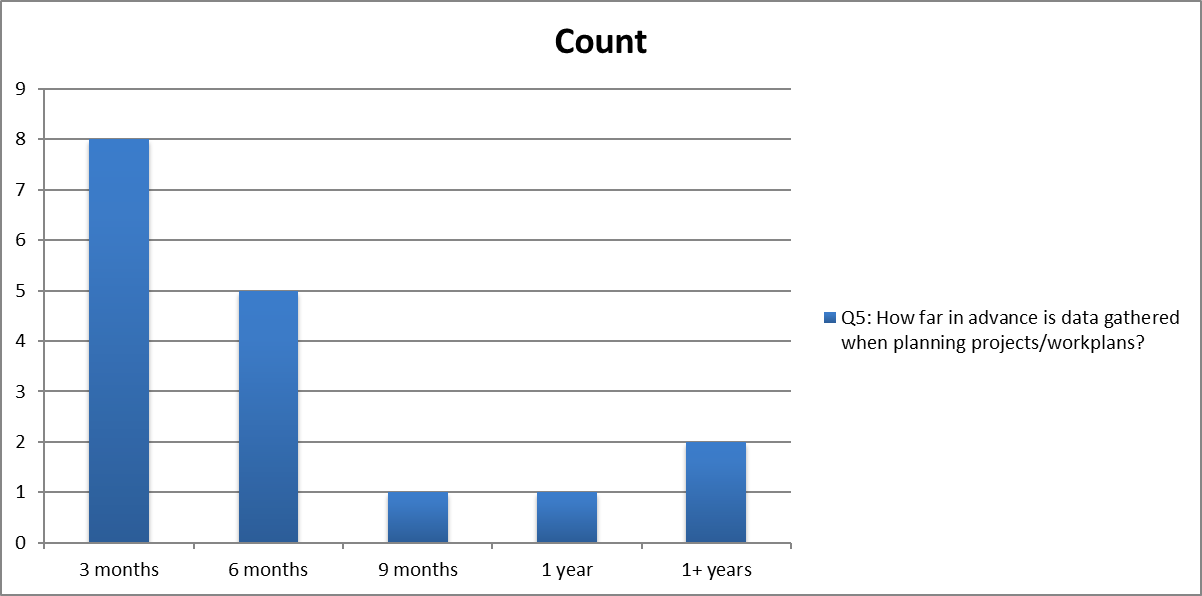 Count
9
8
7
6
5
4
3
2
1
0
3 months
6 months
9 months
1 year
1+ years
Q5: How far in advance is data gathered
when planning projects/workplans?